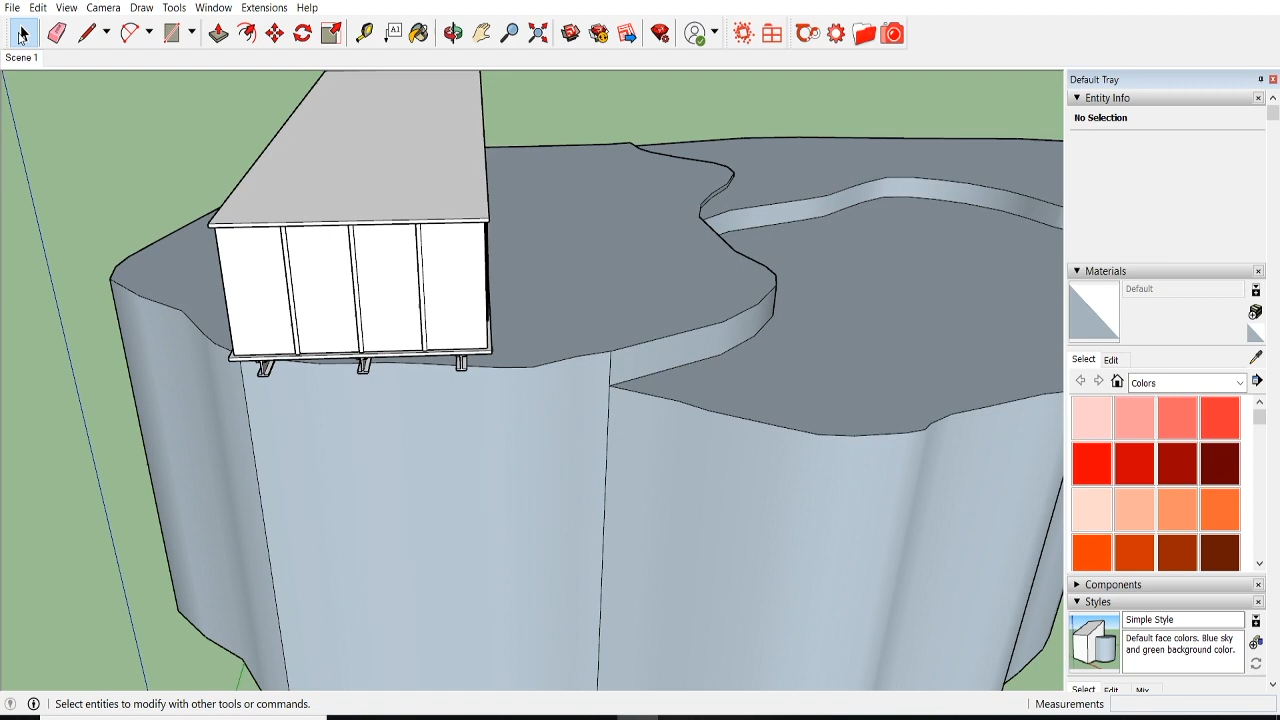 File Edit View Camera Draw Tools Window Extensions Help
A1
Scene 1
Default Tray
Entity Info
No Selection
Materials
Default
Select Edit
Colors
Components
Styles
Simple Style
Default face colors. Blue sky
and green background color.
Select Edit Mix
Select entities to modify with other tools or commands.
Measurements